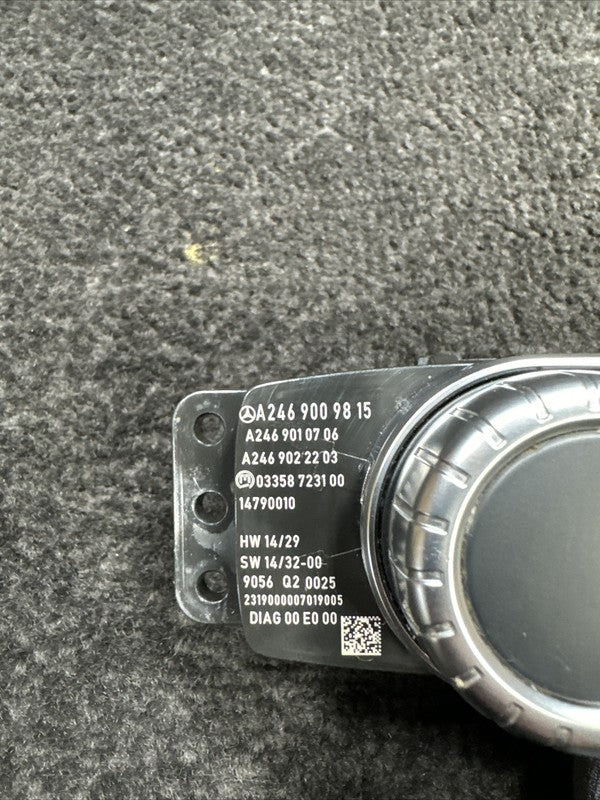 A246 900 98 15
A246 901 07 06
A246 902 22 03
03358 7231 00
14790010
HW 14/29
SW 14/32-00
9056 Q2 0025
2319000007019005
DIAG 00 E0 00